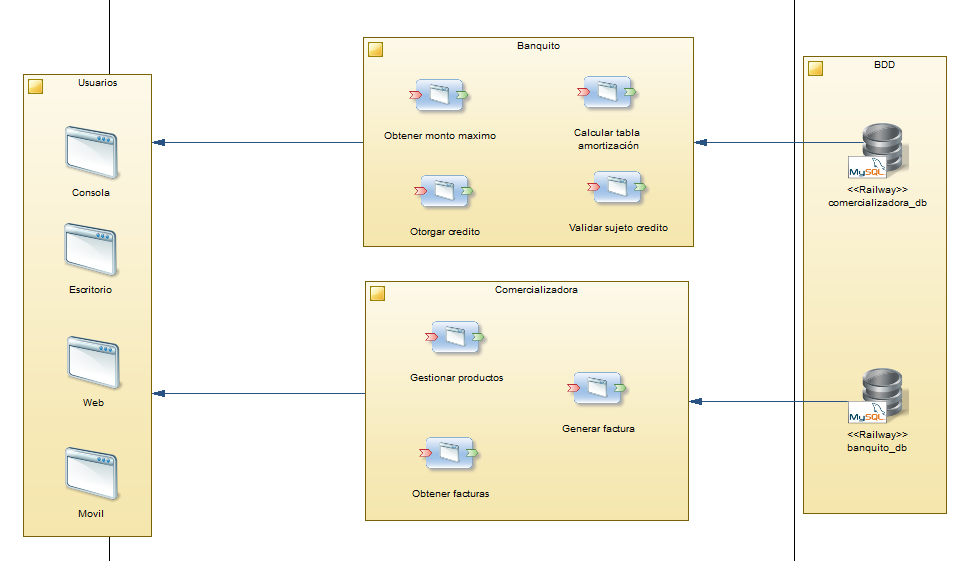 Usuarios
Consola
Escritorio
Web
Movil
Banquito
Obtener monto maximo
Calcular tabla
amortización
Otorgar credito
Validar sujeto credito
Comercializadora
Gestionar productos
Generar factura
Obtener facturas
BDD
MySQL
<<Railway>>
comercializadora_db
MySQL
<<Railway>>
banquito_db